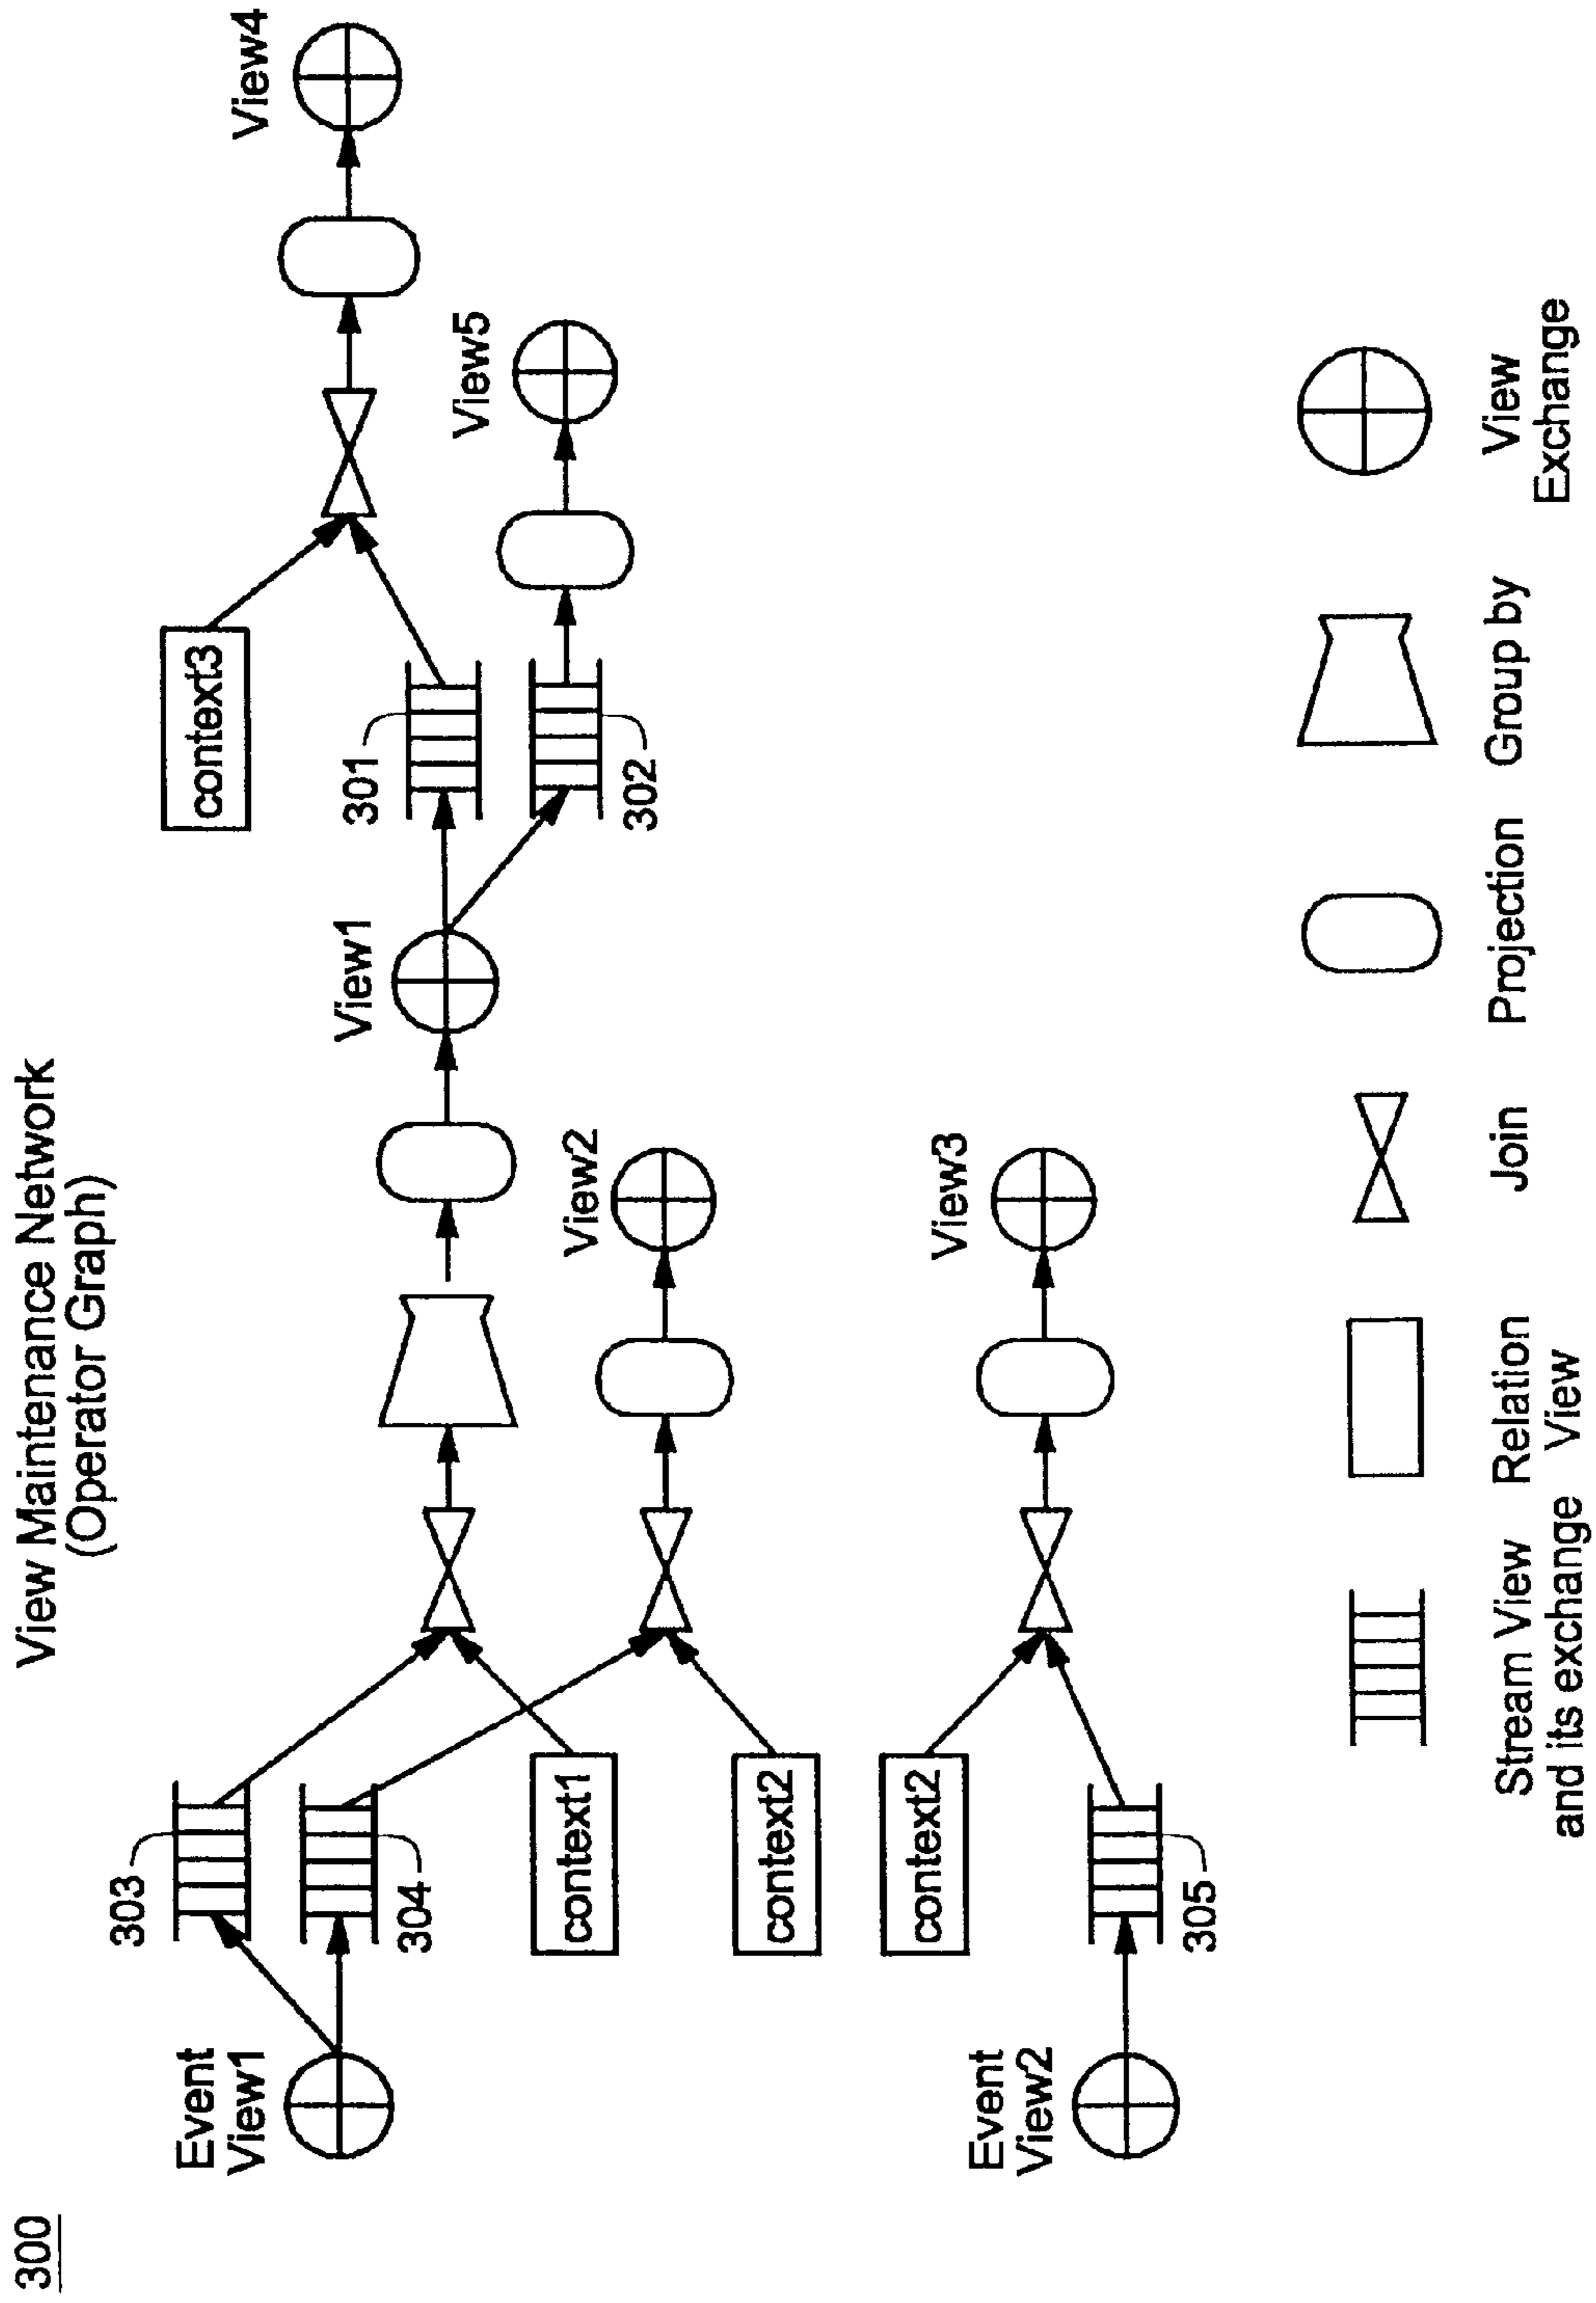 300
View Maintenance Network
(Operator Graph)
Event
View1
303
304
context1
context2
View1
View2
301
302
context3
View4
View5
Event
View2
context2
305
View3
Stream View
and its exchange
Relation
View
Join
Projection
Group by
View
Exchange